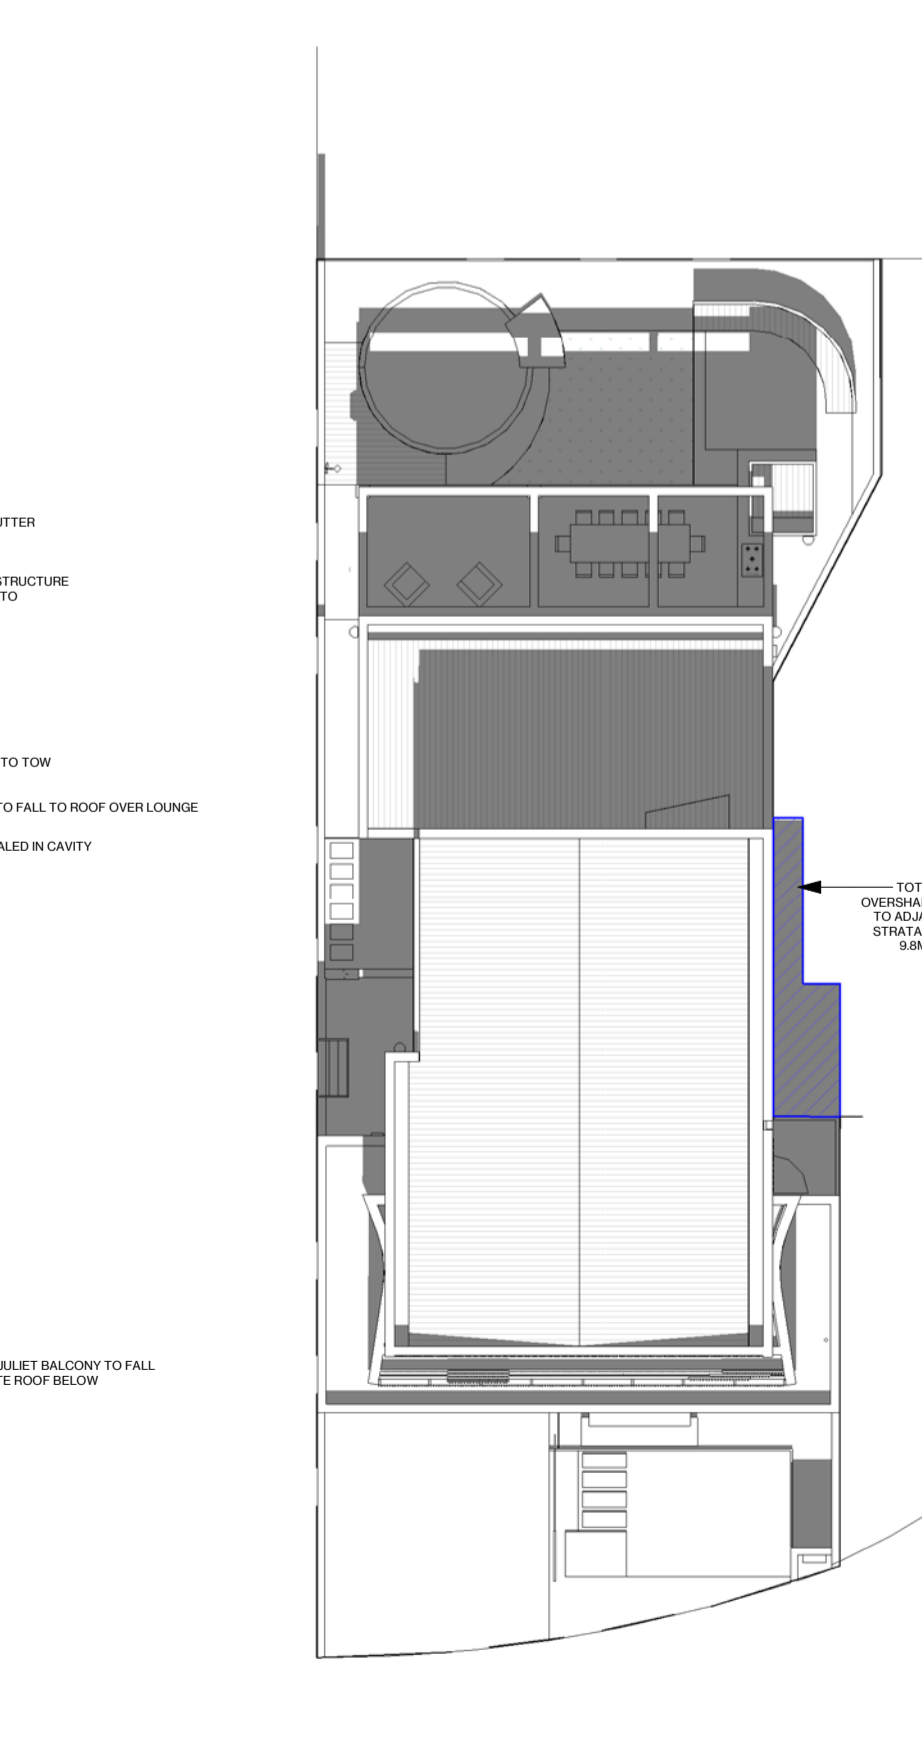 UTTER
STRUCTURE
TO
TO TOW
TO FALL TO ROOF OVER LOUNGE
ALED IN CAVITY
TOT
OVERSHA
TO ADJA
STRATA
9.8M
JULIET BALCONY TO FALL
TE ROOF BELOW